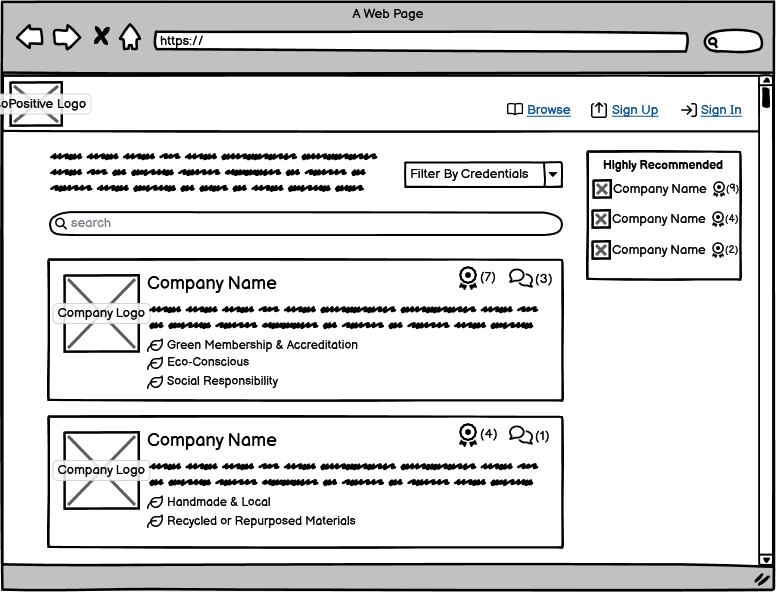 A Web Page
https://
oPositive Logo
Browse
Sign Up
Sign In
Filter By Credentials
search
Highly Recommended
Company Name (9)
Company Name (4)
Company Name (2)
Company Name (7) (3)
Company Logo
Green Membership & Accreditation
Eco-Conscious
Social Responsibility
Company Name (4) (1)
Company Logo
Handmade & Local
Recycled or Repurposed Materials